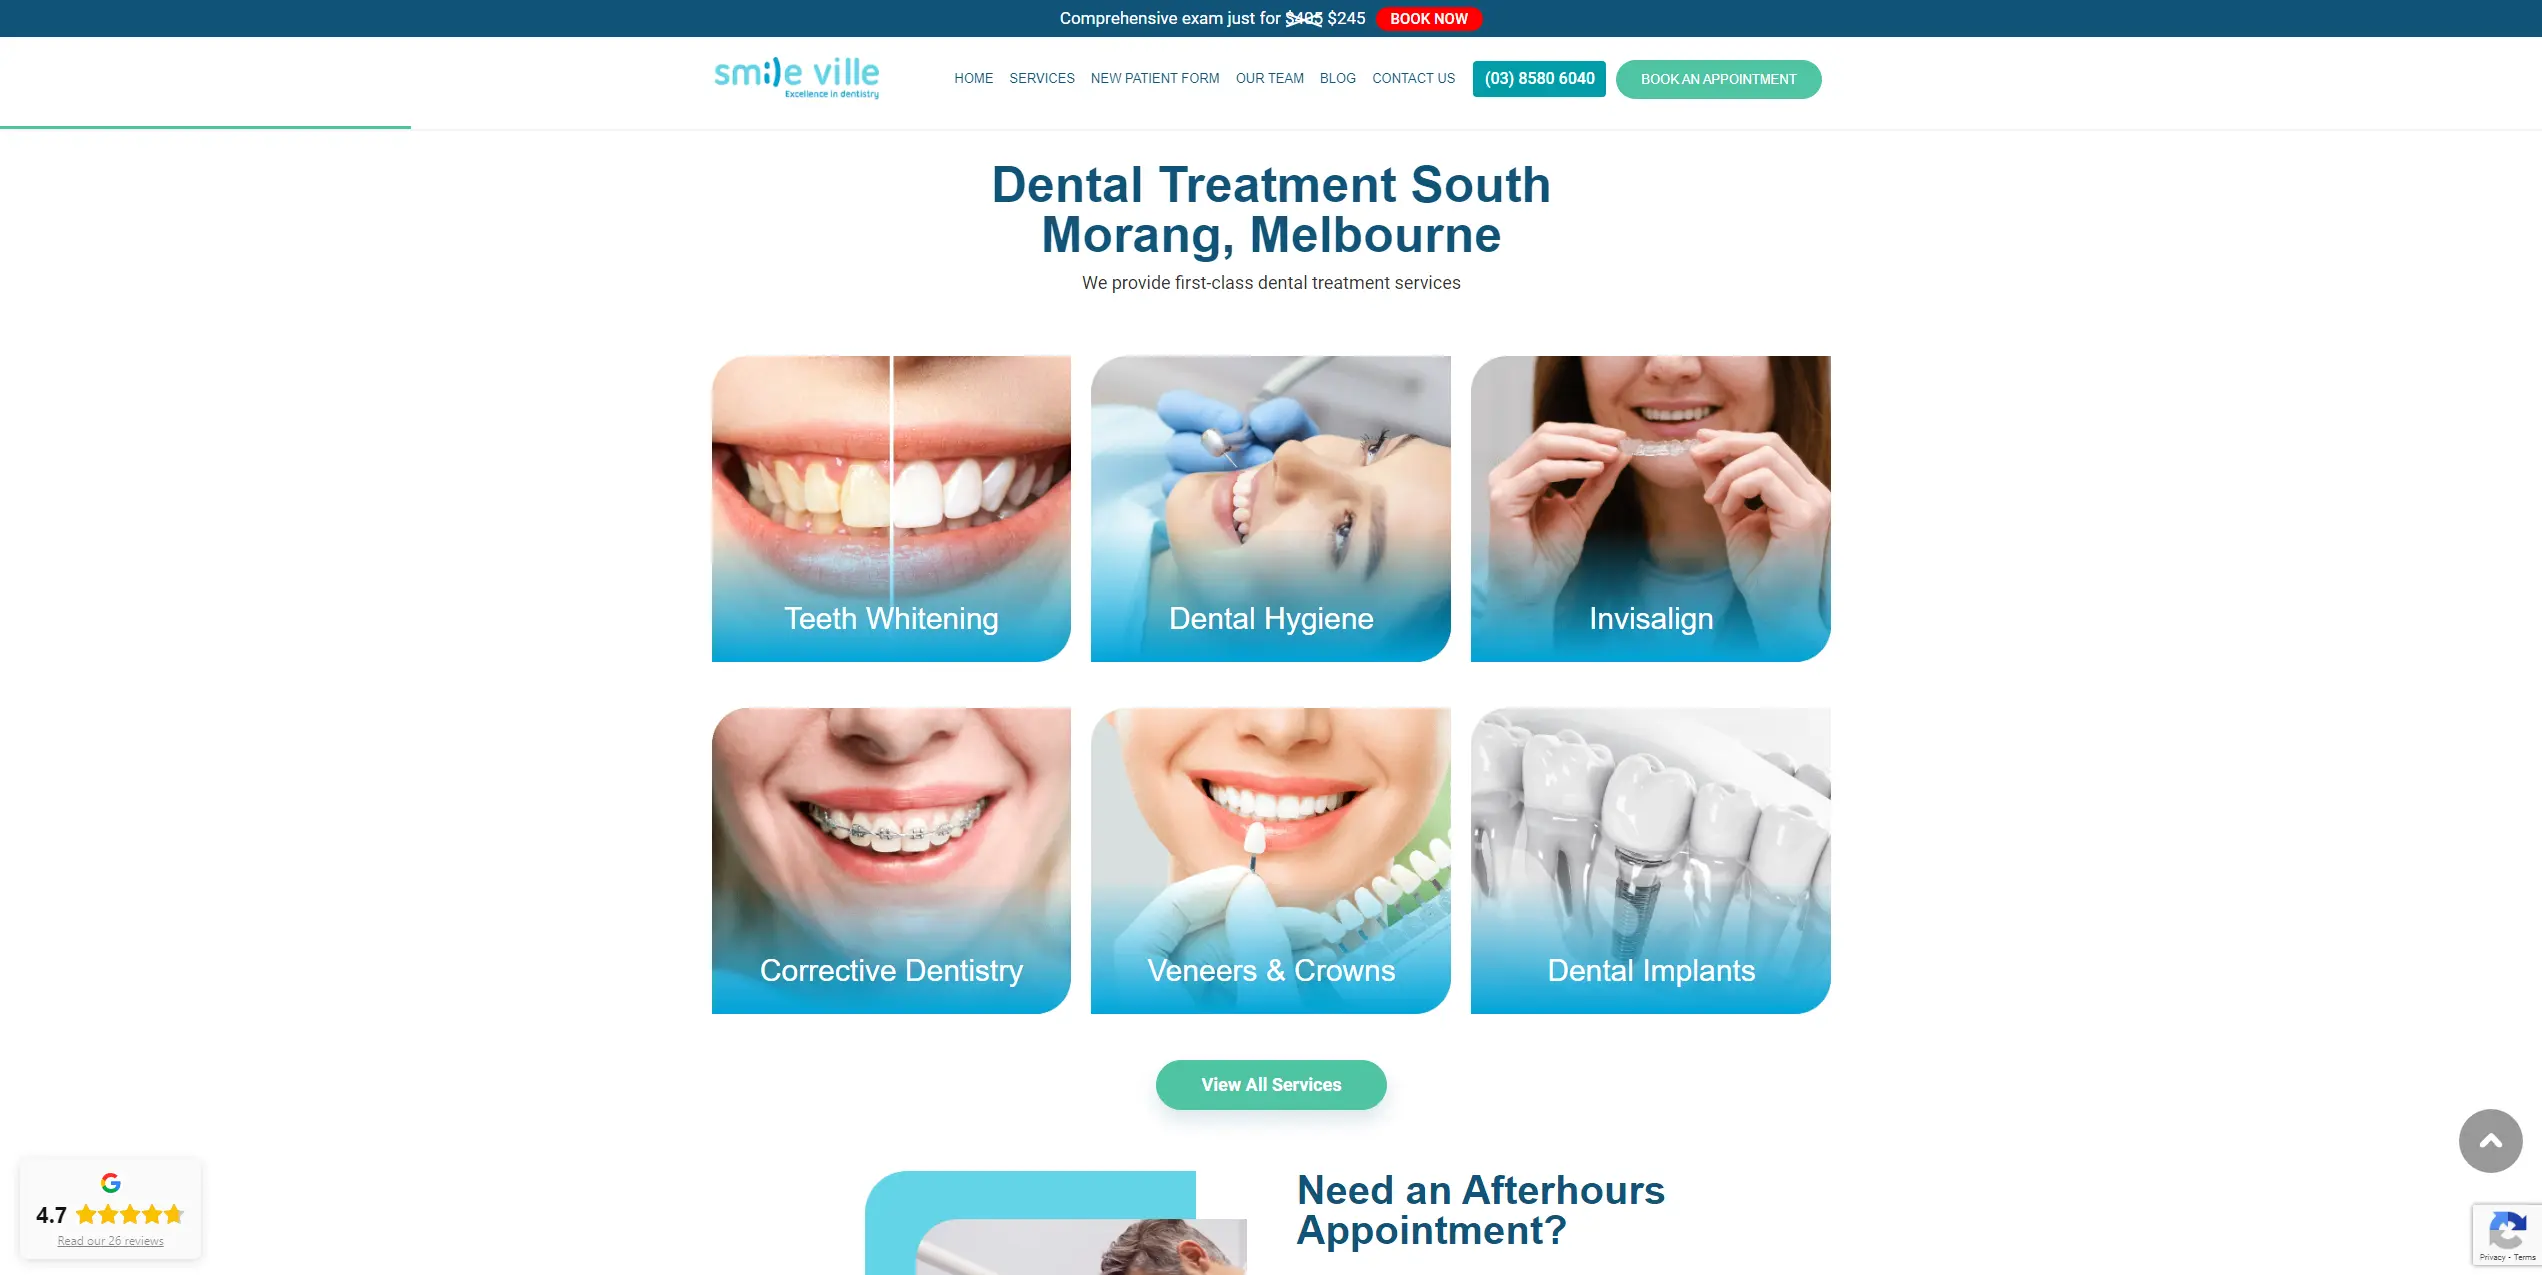 Comprehensive exam just for $495 $245 BOOK NOW
smile ville
Excellence in dentistry
HOME SERVICES NEW PATIENT FORM OUR TEAM BLOG CONTACT US (03) 8580 6040 BOOK AN APPOINTMENT
Dental Treatment South
Morang, Melbourne
We provide first-class dental treatment services
Teeth Whitening
Dental Hygiene
Invisalign
Corrective Dentistry
Veneers & Crowns
Dental Implants
View All Services
Need an Afterhours
Appointment?
4.7
Read our 26 reviews
Privacy - Terms